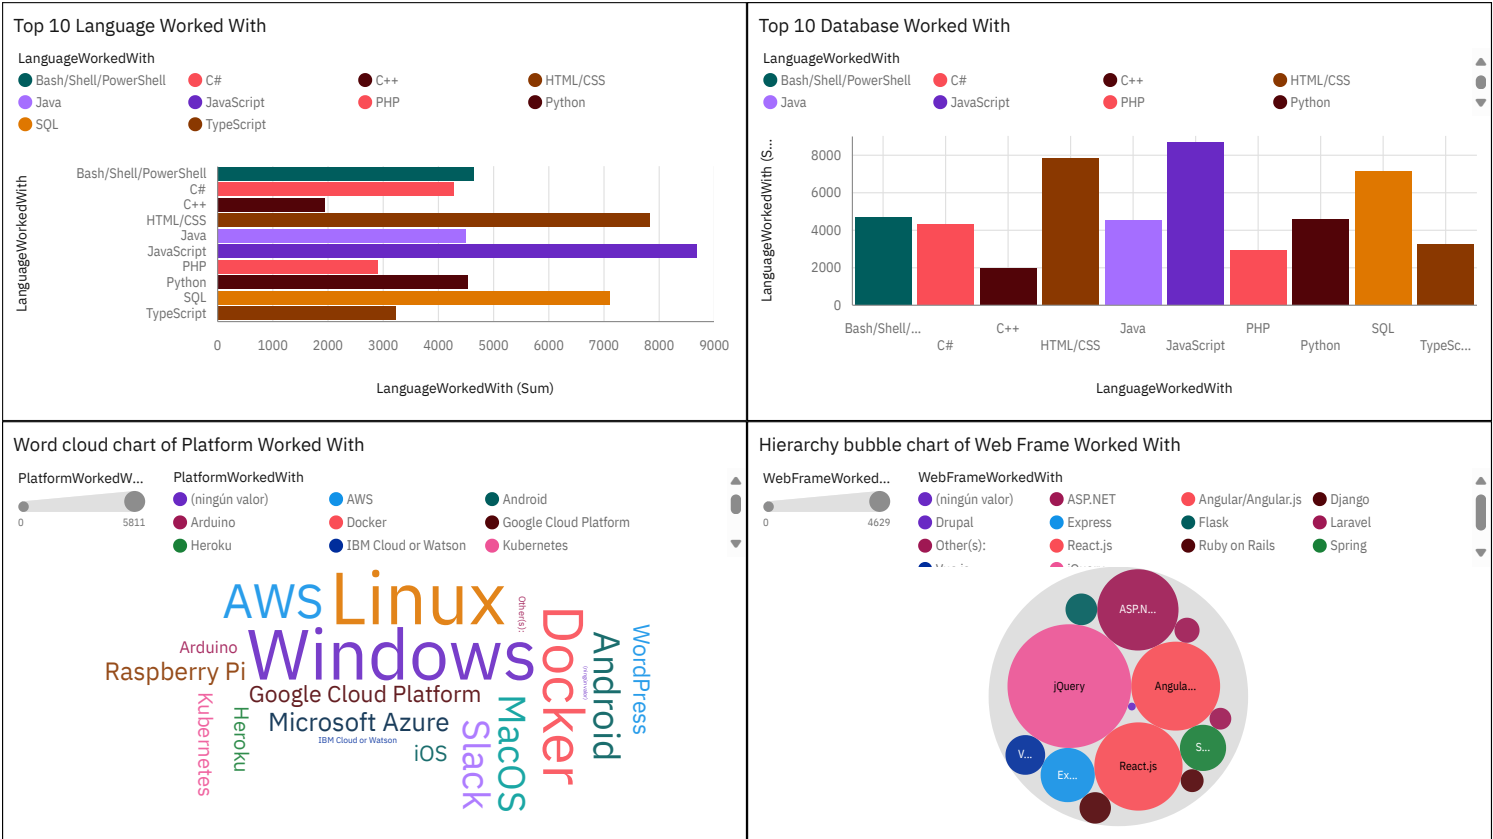 Top 10 Language Worked With
LanguageWorkedWith
Bash/Shell/PowerShell C# C++ HTML/CSS
Java JavaScript PHP Python
SQL TypeScript
LanguageWorkedWith
Bash/Shell/PowerShell
C#
C++
HTML/CSS
Java
JavaScript
PHP
Python
SQL
TypeScript
0 1000 2000 3000 4000 5000 6000 7000 8000 9000
LanguageWorkedWith (Sum)
Top 10 Database Worked With
LanguageWorkedWith
Bash/Shell/PowerShell C# C++ HTML/CSS
Java JavaScript PHP Python
LanguageWorkedWith (S...
8000
6000
4000
2000
0
Bash/Shell/... C++ Java PHP SQL
C# HTML/CSS JavaScript Python TypeSc...
LanguageWorkedWith
Word cloud chart of Platform Worked With
PlatformWorkedW... PlatformWorkedWith
0 5811
(ningún valor) AWS Android
Arduino Docker Google Cloud Platform
Heroku IBM Cloud or Watson Kubernetes
AWS
Linux
Other(s):
Docker
Android
WordPress
Arduino
Windows
Raspberry Pi
(ningún valor)
Google Cloud Platform
Kubernetes
Heroku
Microsoft Azure
IBM Cloud or Watson
iOS
Slack
MacOS
Hierarchy bubble chart of Web Frame Worked With
WebFrameWorked... WebFrameWorkedWith
0 4629
(ningún valor) ASP.NET Angular/Angular.js Django
Drupal Express Flask Laravel
Other(s): React.js Ruby on Rails Spring
ASP.N...
jQuery
Angula...
V...
Ex...
React.js
S...